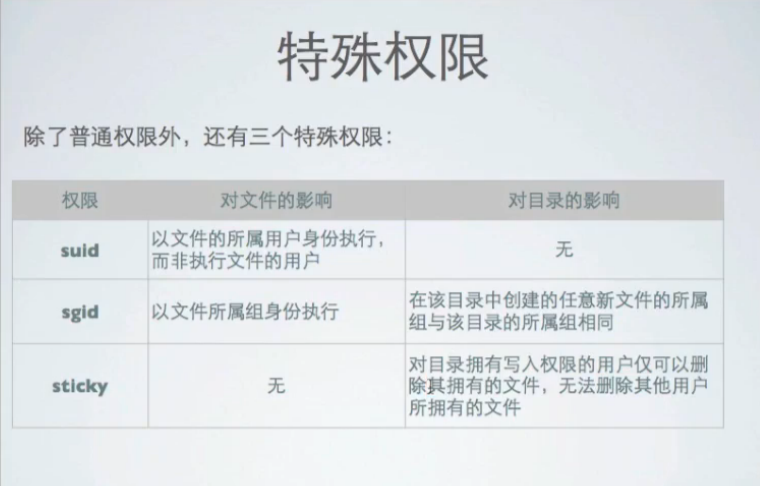 特殊权限
除了普通权限外，还有三个特殊权限：
权限 对文件的影响 对目录的影响
suid 以文件的所属用户身份执行， 无
而非执行文件的用户
sgid 以文件所属组身份执行 在该目录中创建的任意新文件的所属
组与该目录的所属组相同
sticky 无 对目录拥有写入权限的用户仅可以删
除其拥有的文件，无法删除其他用户
所拥有的文件